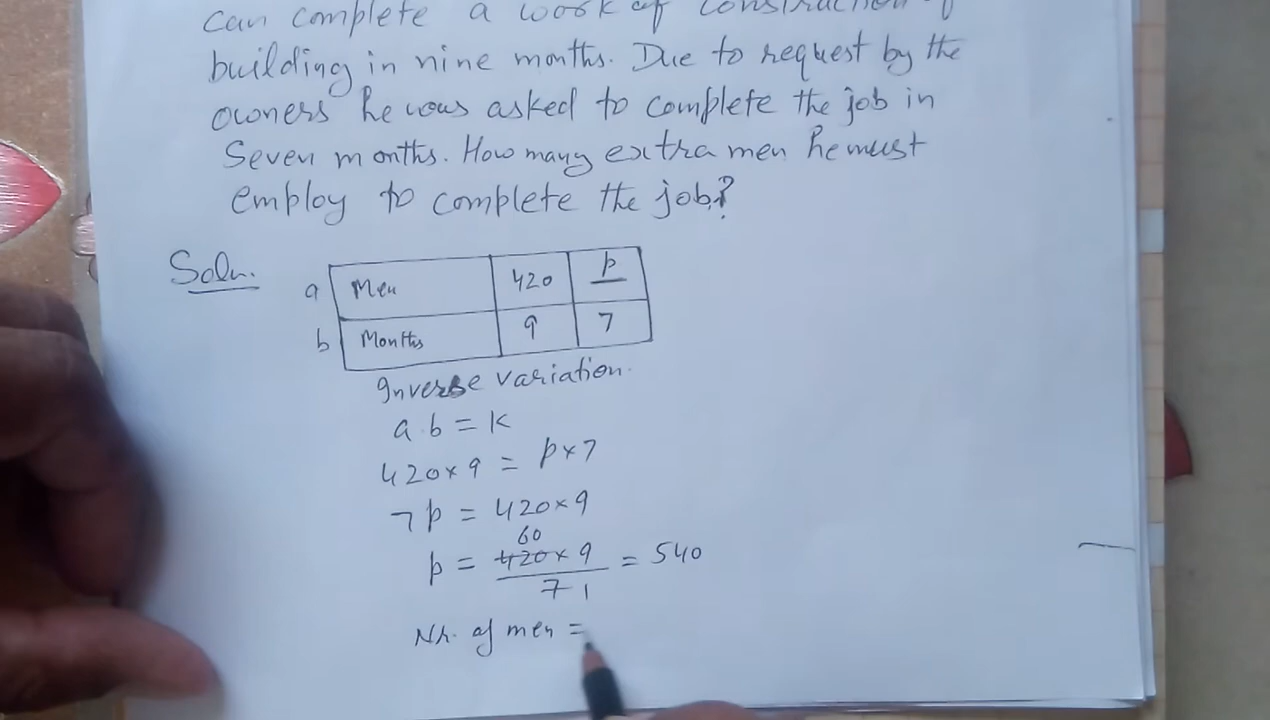 can complete a work of construction of
building in nine months. Due to request by the
owners he was asked to complete the job in
Seven months. How many extra men he must
employ to complete the job?
Soln.
a Men 420 p
b Months 9 7
Inverse variation.
a.b = k
420×9 = p×7
7p = 420×9
60
p = 420×9 = 540
7 1
Nr. of men =